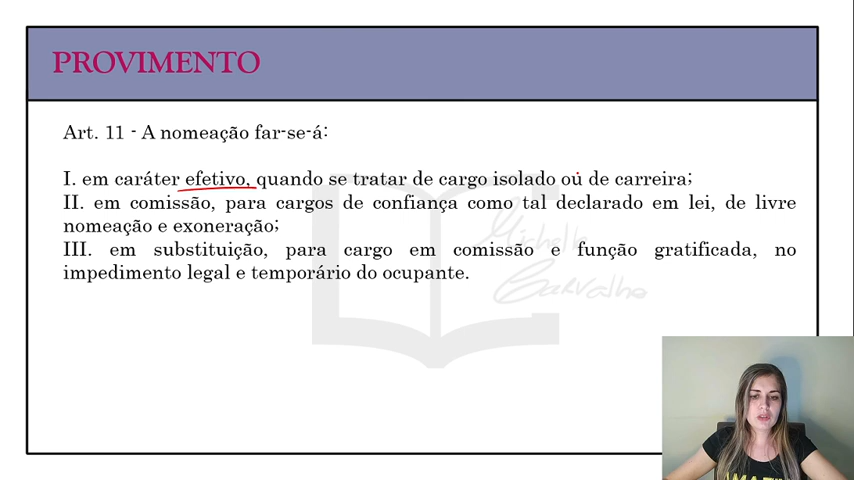 PROVIMENTO
Art. 11 - A nomeação far-se-á:
I. em caráter efetivo, quando se tratar de cargo isolado ou de carreira;
II. em comissão, para cargos de confiança como tal declarado em lei, de livre
nomeação e exoneração;
III. em substituição, para cargo em comissão e função gratificada, no
impedimento legal e temporário do ocupante.
Michelle
Carvalho